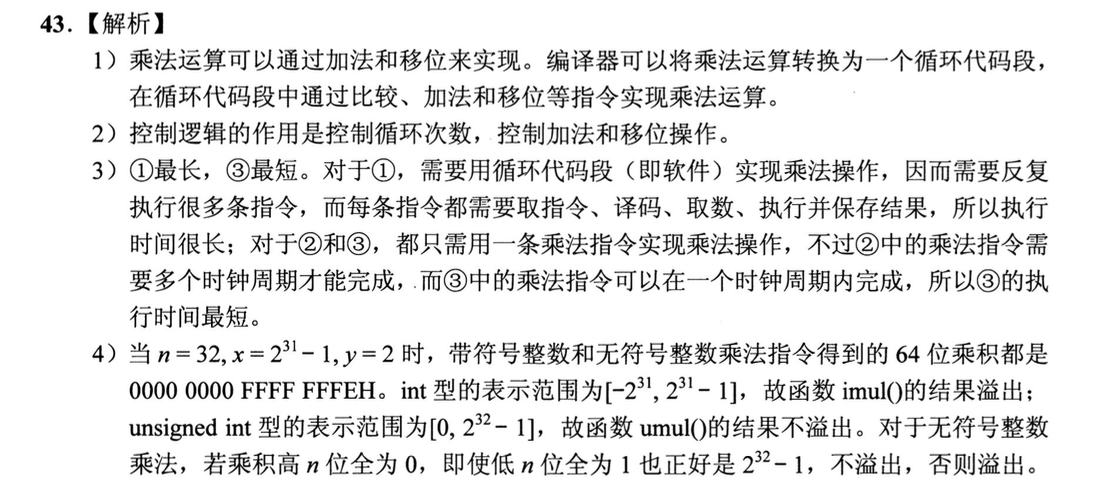 43.【解析】
1）乘法运算可以通过加法和移位来实现。编译器可以将乘法运算转换为一个循环代码段，
在循环代码段中通过比较、加法和移位等指令实现乘法运算。
2）控制逻辑的作用是控制循环次数，控制加法和移位操作。
3）①最长，③最短。对于①，需要用循环代码段（即软件）实现乘法操作，因而需要反复
执行很多条指令，而每条指令都需要取指令、译码、取数、执行并保存结果，所以执行
时间很长；对于②和③，都只需用一条乘法指令实现乘法操作，不过②中的乘法指令需
要多个时钟周期才能完成，而③中的乘法指令可以在一个时钟周期内完成，所以③的执
行时间最短。
4）当 n = 32, x = 2³¹ − 1, y = 2 时，带符号整数和无符号整数乘法指令得到的 64 位乘积都是
0000 0000 FFFF FFFEH。int 型的表示范围为[−2³¹, 2³¹ − 1]，故函数 imul()的结果溢出；
unsigned int 型的表示范围为[0, 2³² − 1]，故函数 umul()的结果不溢出。对于无符号整数
乘法，若乘积高 n 位全为 0，即使低 n 位全为 1 也正好是 2³² − 1，不溢出，否则溢出。